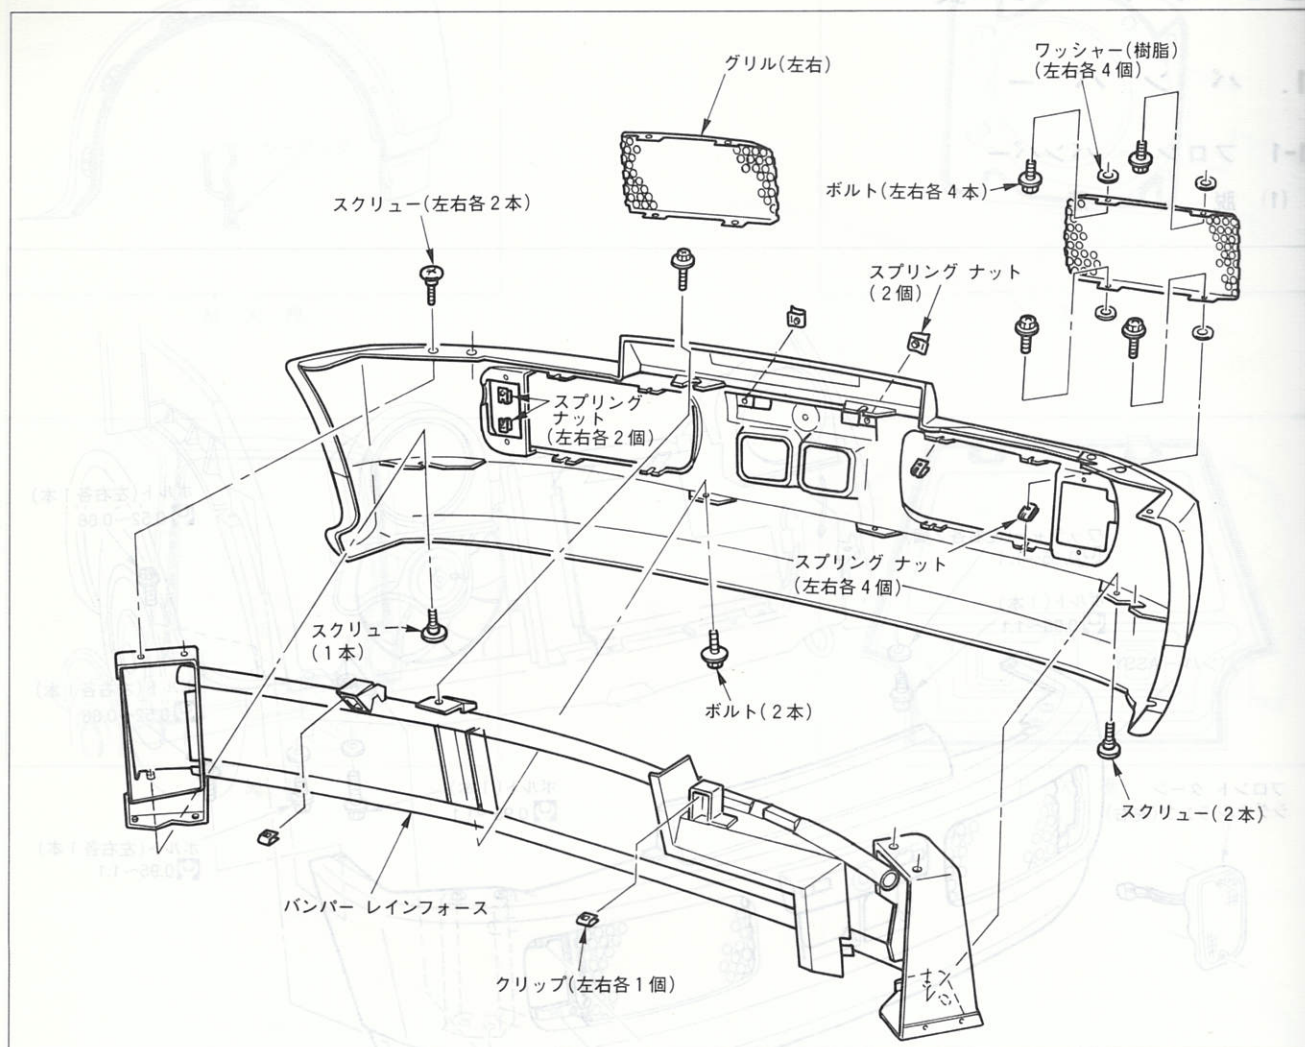 グリル(左右)
ワッシャー(樹脂)
(左右各4個)
ボルト(左右各4本)
スクリュー(左右各2本)
スプリング ナット
(2個)
スプリング
ナット
(左右各2個)
スプリング ナット
(左右各4個)
スクリュー
(1本)
ボルト(2本)
スクリュー(2本)
バンパー レインフォース
クリップ(左右各1個)